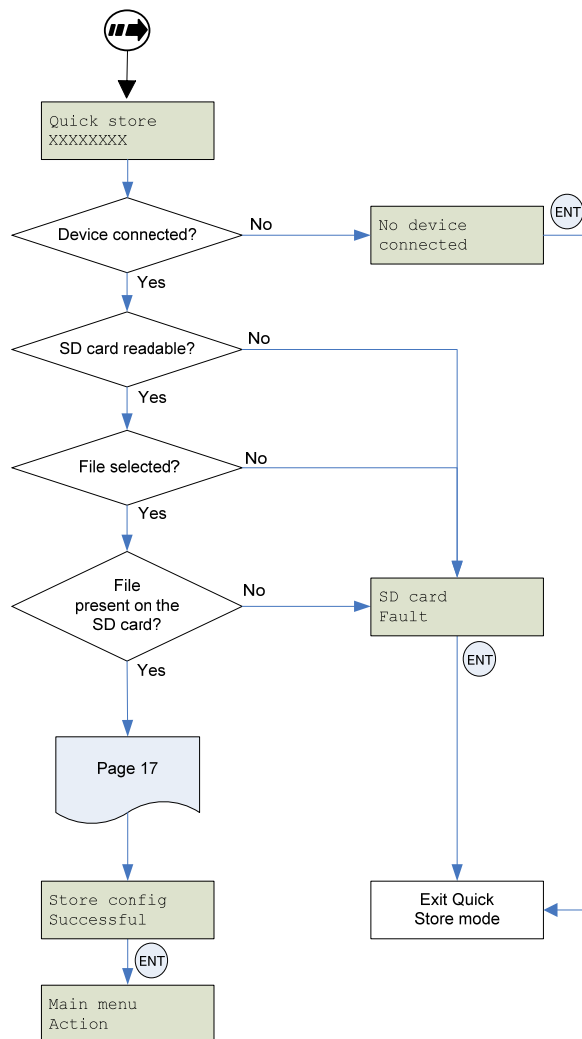 Quick store
XXXXXXXX
Device connected?
No
No device
connected
ENT
Yes
SD card readable?
No
Yes
File selected?
No
Yes
File
present on the
SD card?
No
SD card
Fault
ENT
Yes
Page 17
Store config
Successful
Exit Quick
Store mode
ENT
Main menu
Action